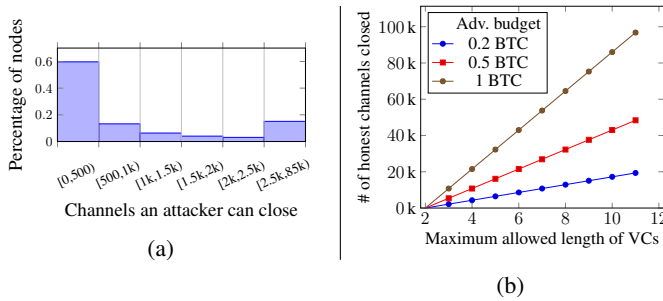 Percentage of nodes
0.6
0.4
0.2
0
[0,500)
[500,1k)
[1k,1.5k)
[1.5k,2k)
[2k,2.5k)
[2.5k,85k)
Channels an attacker can close
(a)
# of honest channels closed
100 k
80 k
60 k
40 k
20 k
0 k
Adv. budget
0.2 BTC
0.5 BTC
1 BTC
2 4 6 8 10 12
Maximum allowed length of VCs
(b)